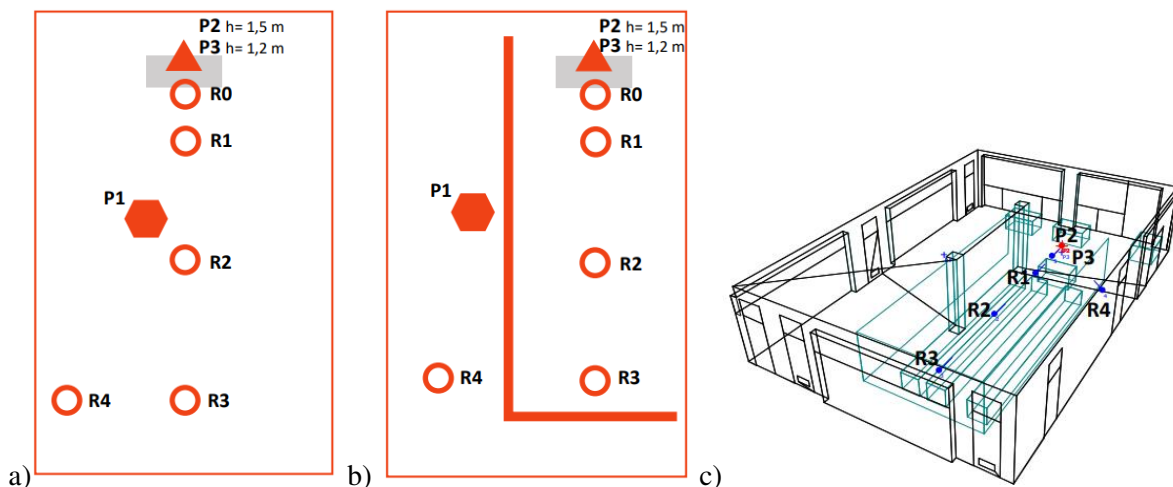 P2 h= 1,5 m
P3 h= 1,2 m
R0
R1
P1
R2
R4
R3
a)
P2 h= 1,5 m
P3 h= 1,2 m
R0
R1
P1
R2
R4
R3
b)
P2
P3
R1
R4
R2
R3
c)